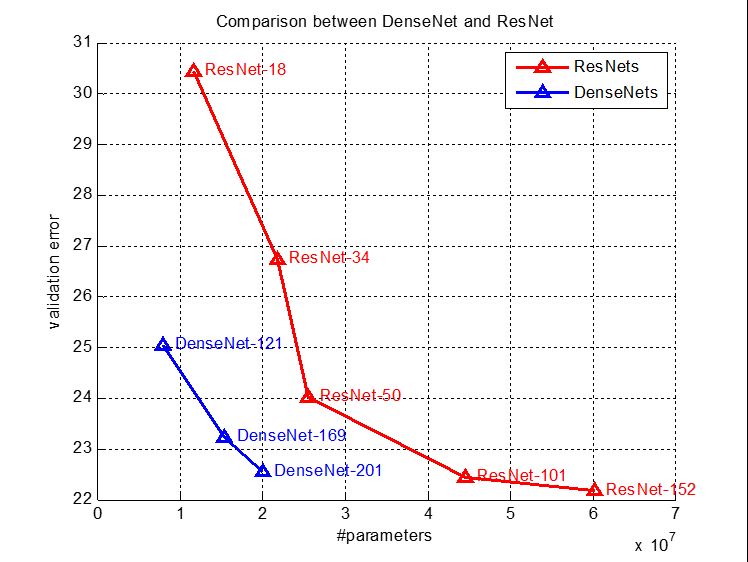 Comparison between DenseNet and ResNet
31
30
29
28
27
26
25
24
23
22
validation error
ResNet-18
ResNet-34
ResNet-50
ResNet-101
ResNet-152
DenseNet-121
DenseNet-169
DenseNet-201
ResNets
DenseNets
0 1 2 3 4 5 6 7
#parameters
x 10^7